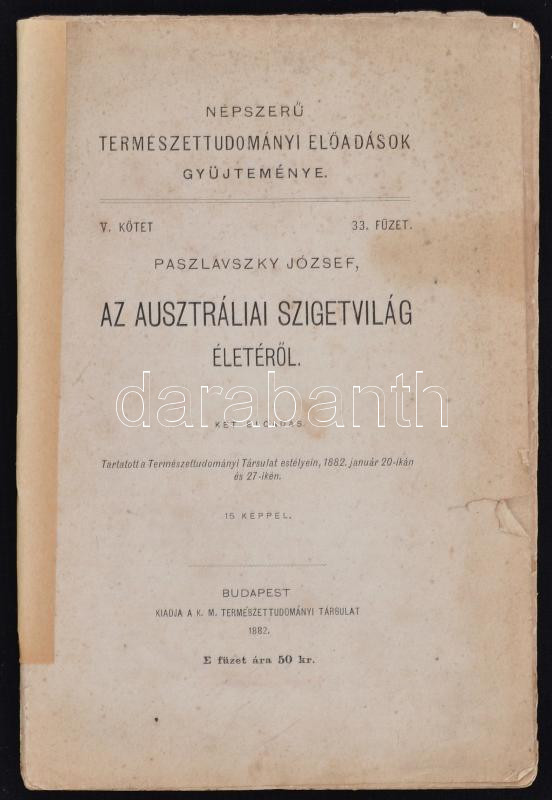 NÉPSZERŰ
TERMÉSZETTUDOMÁNYI ELŐADÁSOK
GYŰJTEMÉNYE.
V. KÖTET 33. FÜZET.
PASZLAVSZKY JÓZSEF,
AZ AUSZTRÁLIAI SZIGETVILÁG
ÉLETÉRŐL.
darabanth
KÉT ELŐADÁS.
Tartatott a Természettudományi Társulat estélyein, 1882. január 20-ikán
és 27-ikén.
15 KÉPPEL.
BUDAPEST
KIADJA A K. M. TERMÉSZETTUDOMÁNYI TÁRSULAT
1882.
E füzet ára 50 kr.